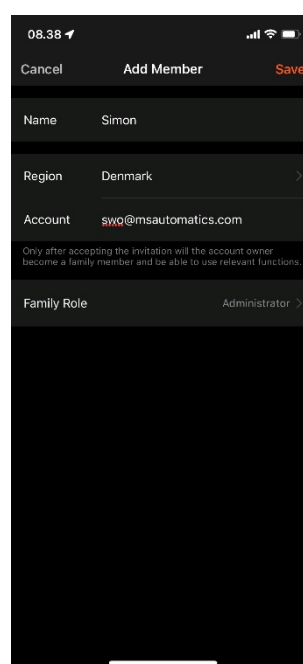 08.38
Cancel Add Member Save
Name Simon
Region Denmark
Account swo@msautomatics.com
Only after accepting the invitation will the account owner
become a family member and be able to use relevant functions.
Family Role Administrator